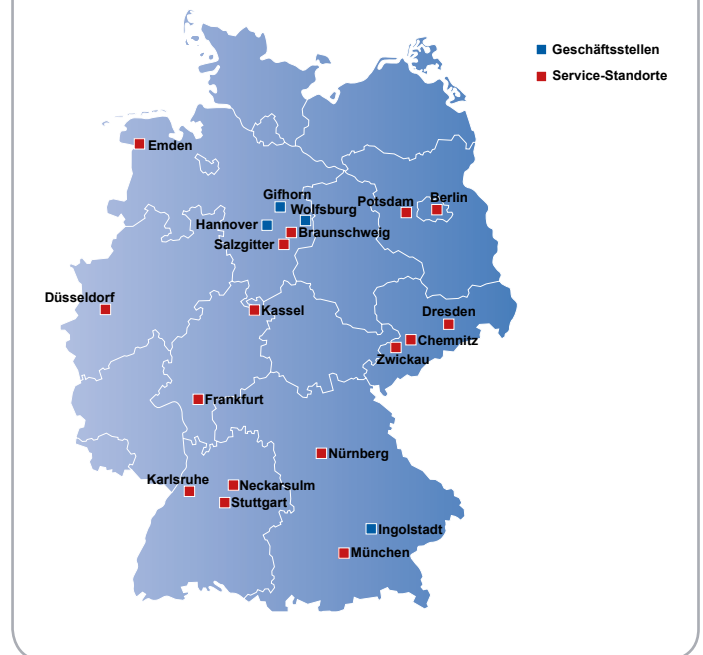 Geschäftsstellen
Service-Standorte
Emden
Gifhorn
Wolfsburg
Potsdam
Berlin
Hannover
Braunschweig
Salzgitter
Düsseldorf
Kassel
Dresden
Chemnitz
Zwickau
Frankfurt
Nürnberg
Karlsruhe
Neckarsulm
Stuttgart
Ingolstadt
München